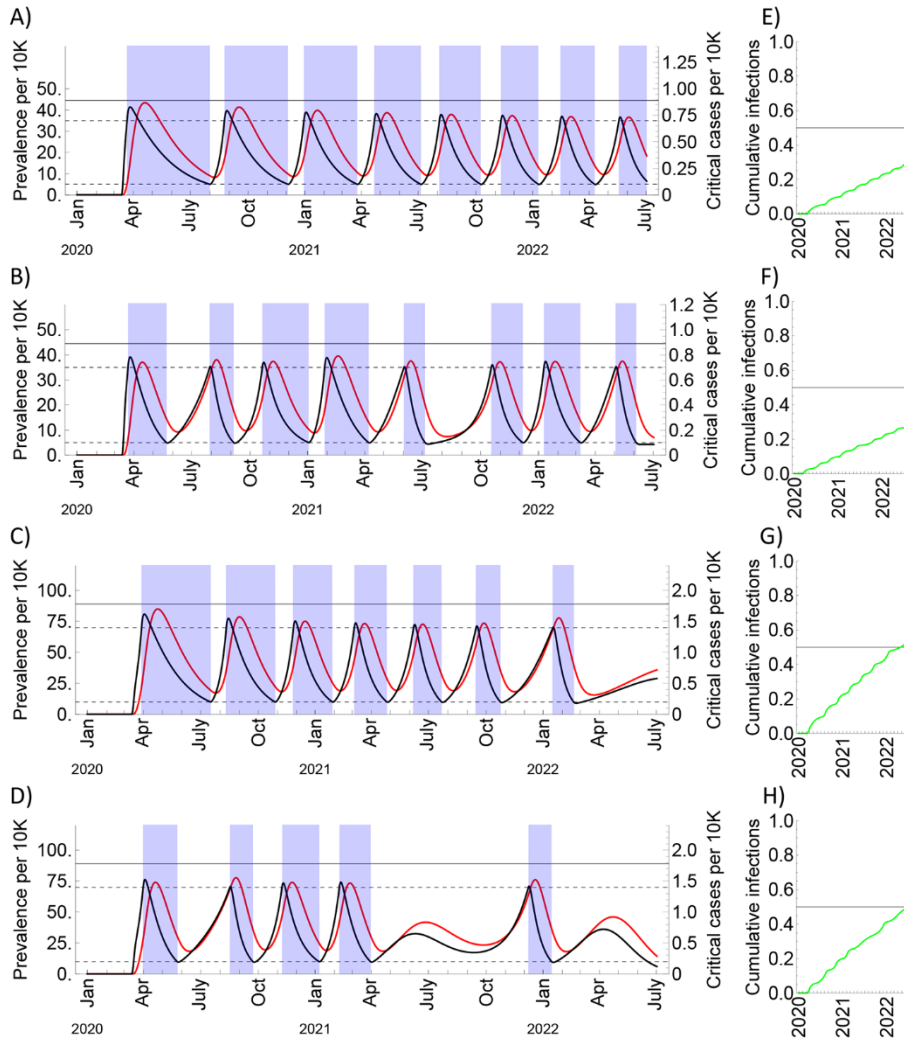 A)
Prevalence per 10K
50.
40.
30.
20.
10.
0.
1.25
1.00
0.75
0.50
0.25
0
Critical cases per 10K
Jan
Apr
July
Oct
Jan
Apr
July
Oct
Jan
Apr
July
2020
2021
2022
E)
Cumulative infections
1.0
0.8
0.6
0.4
0.2
0.0
2020
2021
2022
B)
Prevalence per 10K
50.
40.
30.
20.
10.
0.
1.2
1.0
0.8
0.6
0.4
0.2
0
Critical cases per 10K
Jan
Apr
July
Oct
Jan
Apr
July
Oct
Jan
Apr
July
2020
2021
2022
F)
Cumulative infections
1.0
0.8
0.6
0.4
0.2
0.0
2020
2021
2022
C)
Prevalence per 10K
100.
75.
50.
25.
0.
2.0
1.5
1.0
0.5
0
Critical cases per 10K
Jan
Apr
July
Oct
Jan
Apr
July
Oct
Jan
Apr
July
2020
2021
2022
G)
Cumulative infections
1.0
0.8
0.6
0.4
0.2
0.0
2020
2021
2022
D)
Prevalence per 10K
100.
75.
50.
25.
0.
2.0
1.5
1.0
0.5
0
Critical cases per 10K
Jan
Apr
July
Oct
Jan
Apr
July
Oct
Jan
Apr
July
2020
2021
2022
H)
Cumulative infections
1.0
0.8
0.6
0.4
0.2
0.0
2020
2021
2022